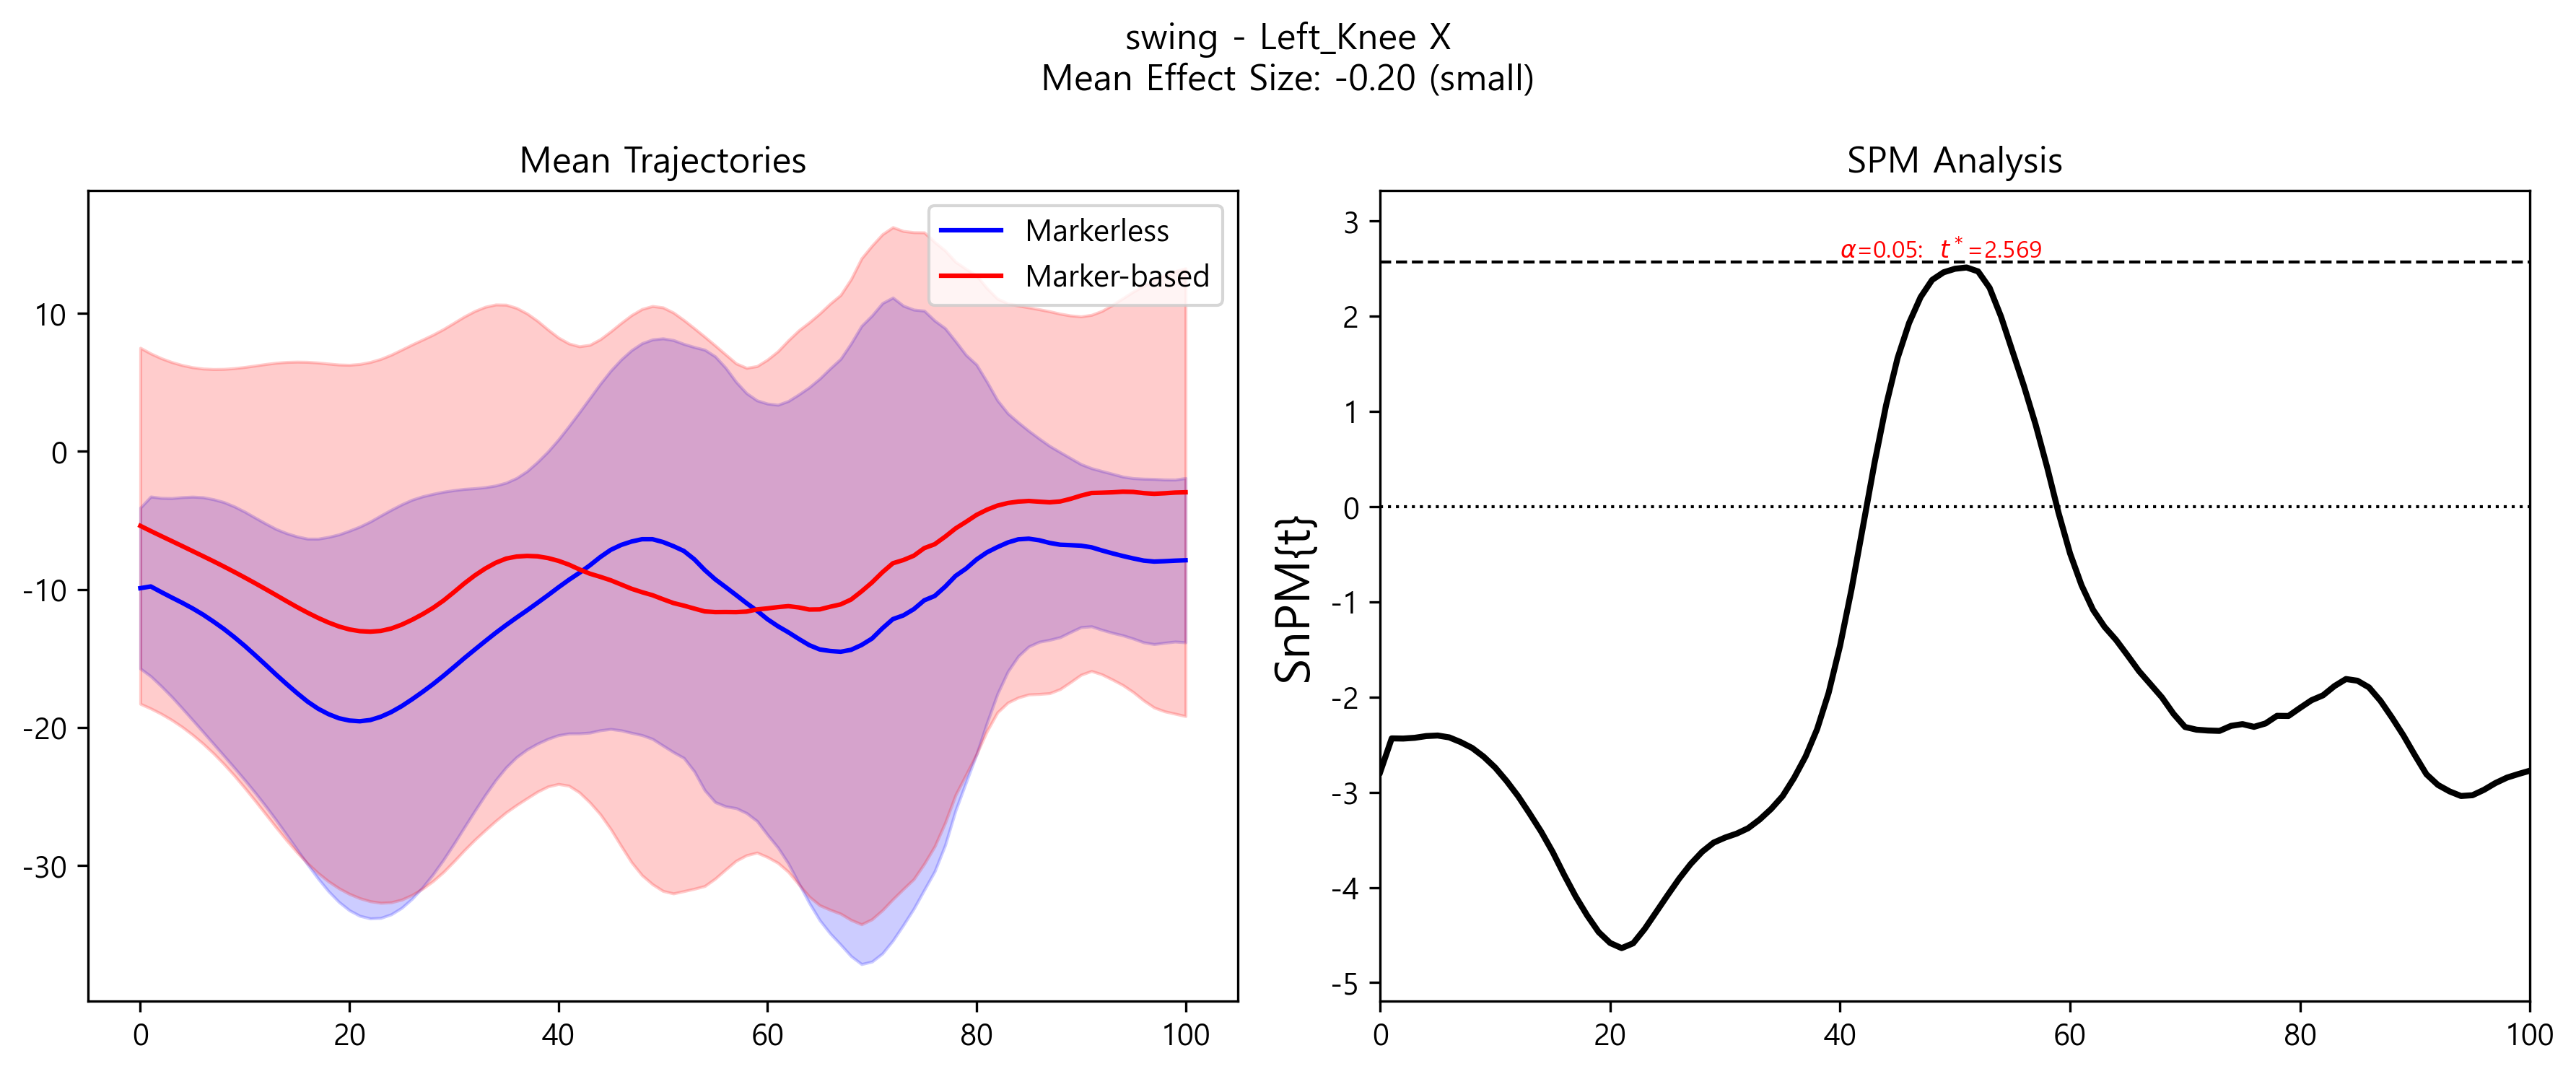 swing - Left_Knee X
Mean Effect Size: -0.20 (small)
Mean Trajectories
Markerless
Marker-based
10
0
-10
-20
-30
0 20 40 60 80 100
SPM Analysis
α=0.05: t*=2.569
SnPM{t}
3
2
1
0
-1
-2
-3
-4
-5
0 20 40 60 80 100